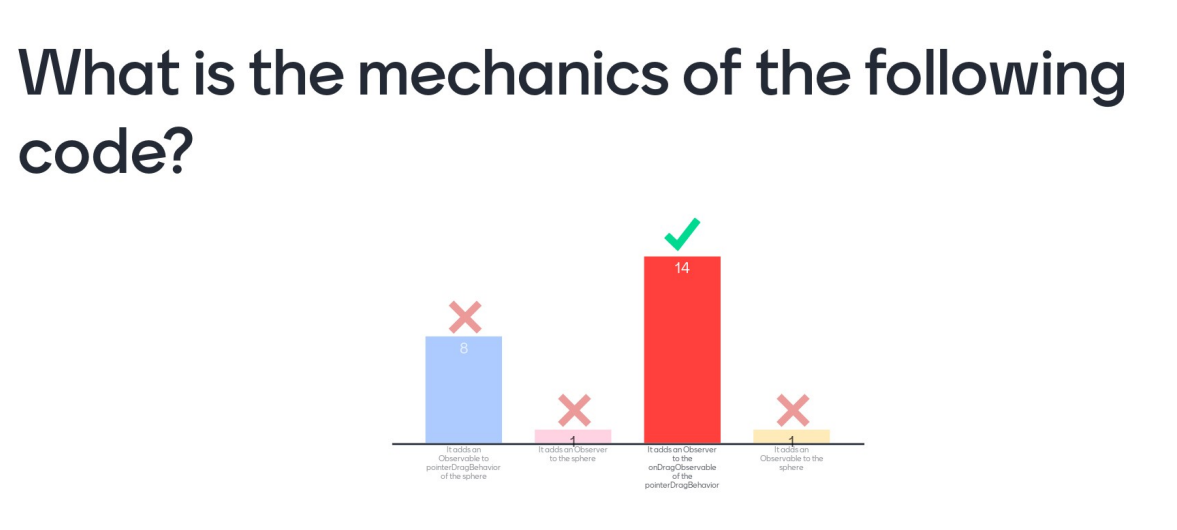 What is the mechanics of the following
code?
14
8
1
1
It adds an
Observable to
pointerDragBehavior
of the sphere
It adds an Observer
to the sphere
It adds an Observer
to the
onDragObservable
of the
pointerDragBehavior
It adds an
Observable to the
sphere